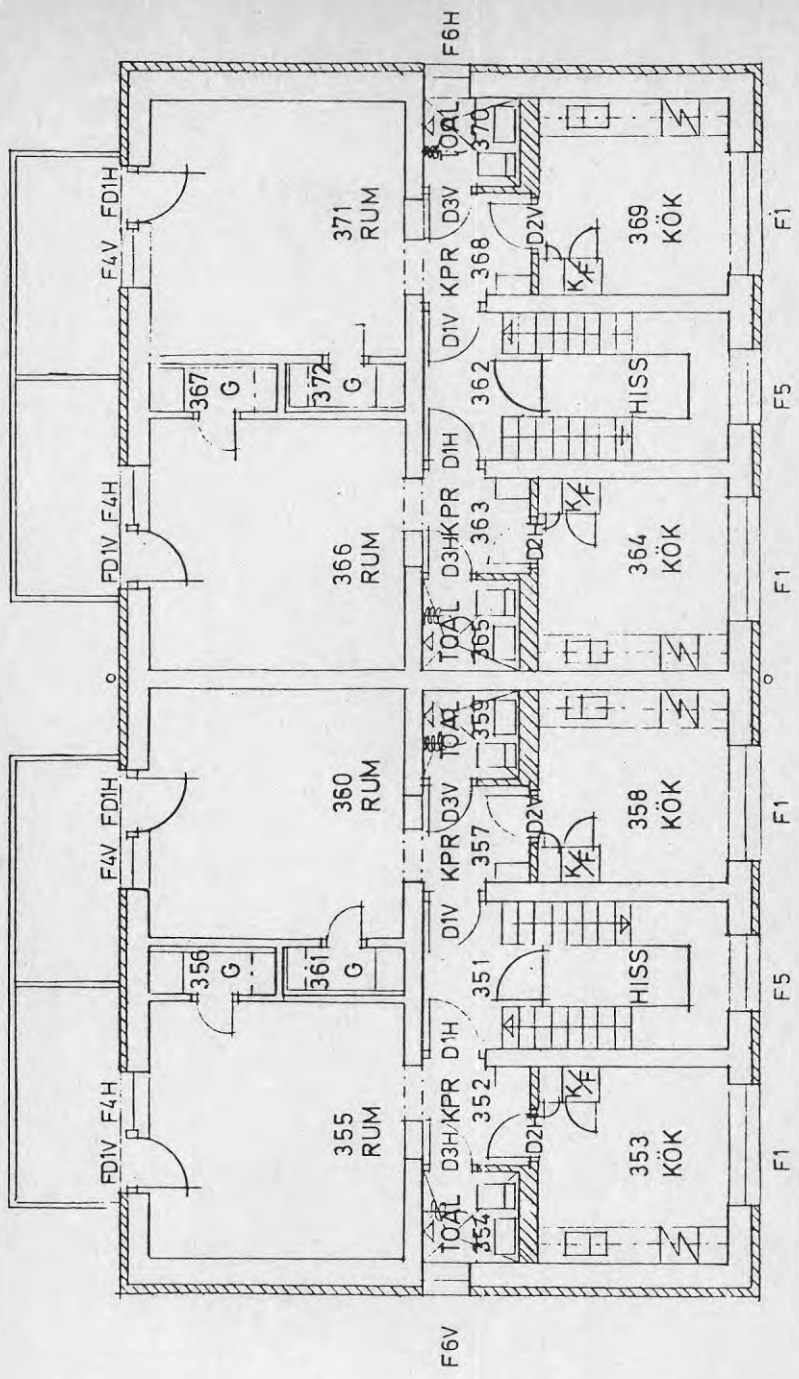 FD1V F4H
F4V FD1H
FD1V F4H
F4V FD1H
355
RUM
356
G
361
G
360
RUM
366
RUM
367
G
372
G
371
RUM
F6V
TOAL
354
D3H
KPR
352
D1H
351
D1V
KPR
357
D3V
TOAL
359
TOAL
365
D3H
KPR
363
D1H
362
D1V
KPR
368
D3V
TOAL
370
F6H
D2H
K/F
HISS
D2V
K/F
D2H
K/F
HISS
D2V
K/F
353
KÖK
358
KÖK
364
KÖK
369
KÖK
F1
F5
F1
F1
F5
F1